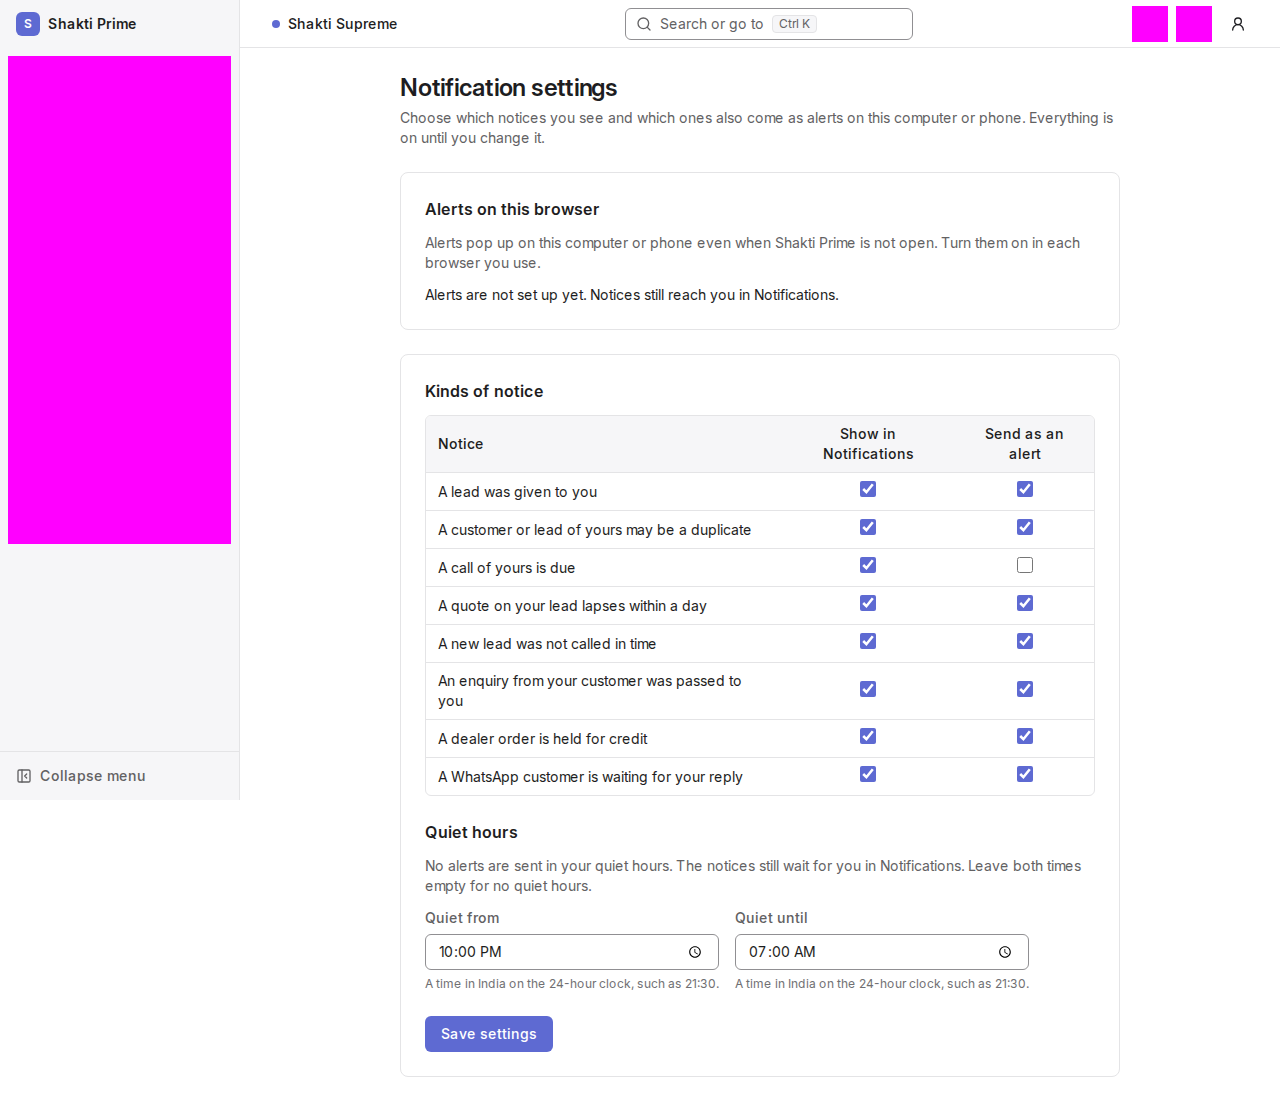 S Shakti Prime
Shakti Supreme
Search or go to Ctrl K
Notification settings
Choose which notices you see and which ones also come as alerts on this computer or phone. Everything is
on until you change it.
Alerts on this browser
Alerts pop up on this computer or phone even when Shakti Prime is not open. Turn them on in each
browser you use.
Alerts are not set up yet. Notices still reach you in Notifications.
Kinds of notice
Notice
Show in
Notifications
Send as an
alert
A lead was given to you
A customer or lead of yours may be a duplicate
A call of yours is due
A quote on your lead lapses within a day
A new lead was not called in time
An enquiry from your customer was passed to
you
A dealer order is held for credit
A WhatsApp customer is waiting for your reply
Collapse menu
Quiet hours
No alerts are sent in your quiet hours. The notices still wait for you in Notifications. Leave both times
empty for no quiet hours.
Quiet from
10:00 PM
A time in India on the 24-hour clock, such as 21:30.
Quiet until
07:00 AM
A time in India on the 24-hour clock, such as 21:30.
Save settings